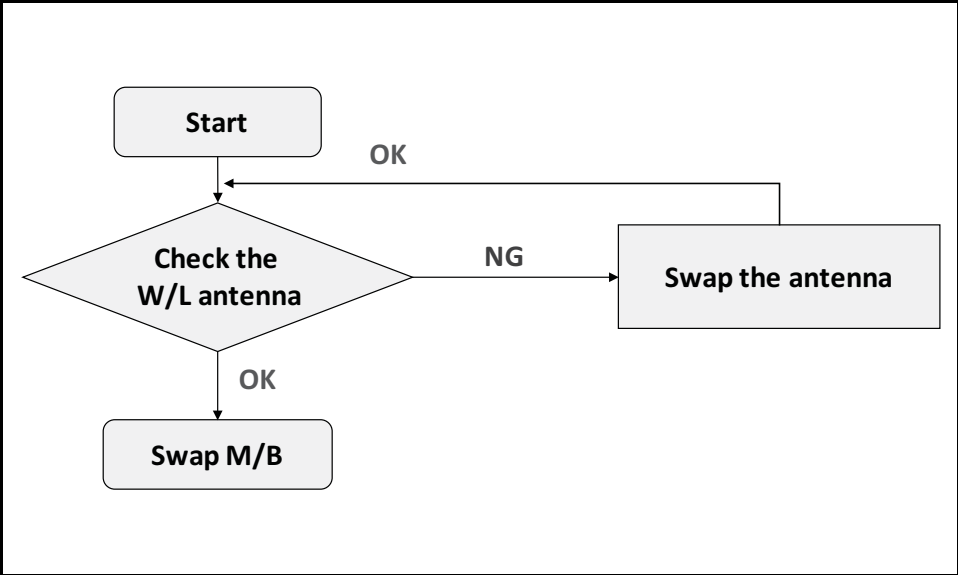 Start
OK
Check the
W/L antenna
NG
Swap the antenna
OK
Swap M/B